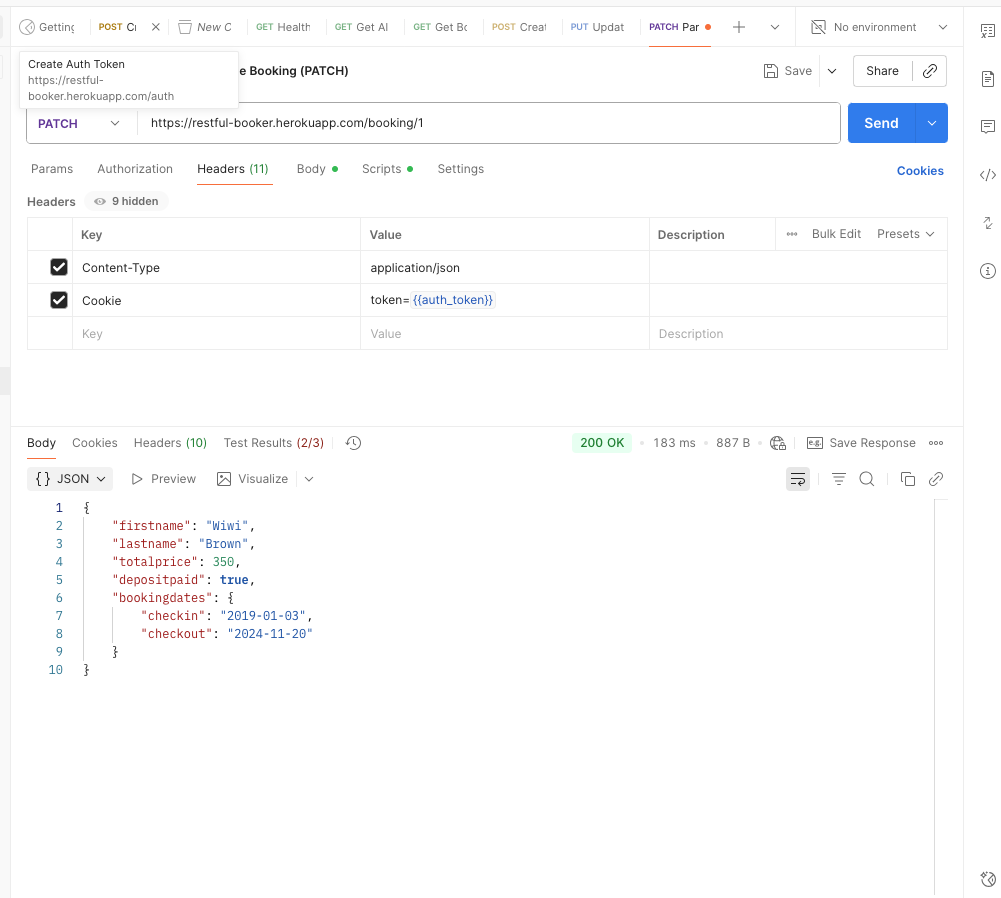 Getting
POST Cr
New C
GET Health
GET Get Al
GET Get Bo
POST Creat
PUT Updat
PATCH Par
No environment
Create Auth Token
https://restful-
booker.herokuapp.com/auth
e Booking (PATCH)
Save
Share
PATCH
https://restful-booker.herokuapp.com/booking/1
Send
Params Authorization Headers (11) Body Scripts Settings
Cookies
Headers 9 hidden
Key Value Description Bulk Edit Presets
Content-Type application/json
Cookie token= {{auth_token}}
Key Value Description
Body Cookies Headers (10) Test Results (2/3) 200 OK 183 ms 887 B e.g. Save Response
{} JSON Preview Visualize
1 {
2 "firstname": "Wiwi",
3 "lastname": "Brown",
4 "totalprice": 350,
5 "depositpaid": true,
6 "bookingdates": {
7 "checkin": "2019-01-03",
8 "checkout": "2024-11-20"
9 }
10 }